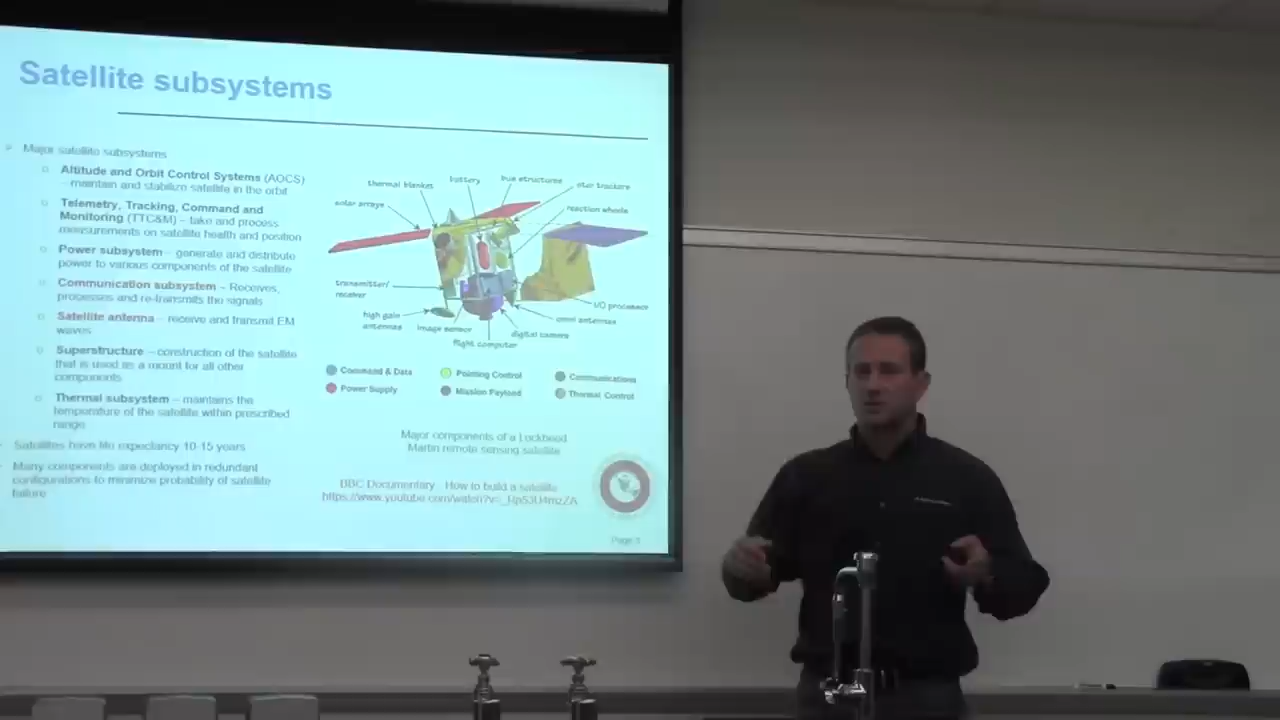 Satellite subsystems
Major satellite subsystems
Altitude and Orbit Control Systems (AOCS)
– maintain and stabilize satellite in the orbit
Telemetry, Tracking, Command and
Monitoring (TTC&M) – take and process
measurements on satellite health and position
Power subsystem – generate and distribute
power to various components of the satellite
Communication subsystem – Receives,
processes and re-transmits the signals
Satellite antenna – receive and transmit EM
waves
Superstructure – construction of the satellite
that is used as a mount for all other
components
Thermal subsystem – maintains the
temperature of the satellite within prescribed
range
Satellites have life expectancy 10-15 years
Many components are deployed in redundant
configurations to minimize probability of satellite
failure
thermal blanket
battery
bus structures
star trackers
solar arrays
reaction wheels
transmitter/
receiver
I/O processor
high gain
antennas
image sensor
omni antennas
digital camera
flight computer
Command & Data
Pointing Control
Communications
Power Supply
Mission Payload
Thermal Control
Major components of a Lockheed
Martin remote sensing satellite
BBC Documentary: How to build a satellite
Page 5